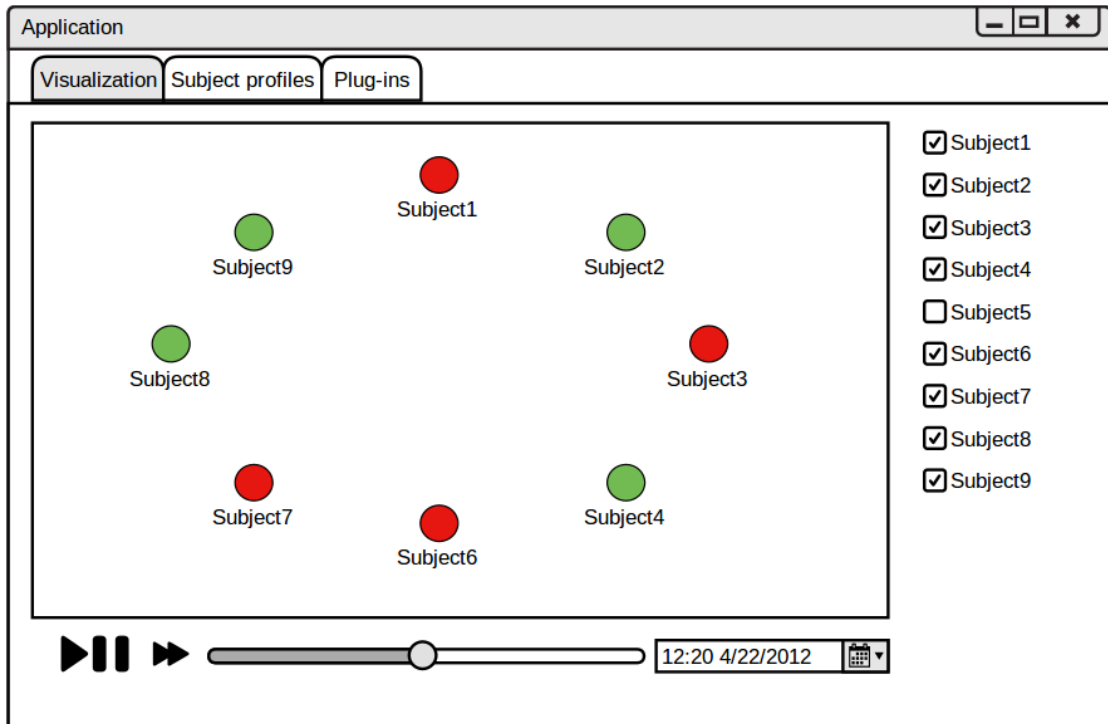 Application
Visualization Subject profiles Plug-ins
Subject1
Subject9
Subject2
Subject8
Subject3
Subject7
Subject4
Subject6
Subject1
Subject2
Subject3
Subject4
Subject5
Subject6
Subject7
Subject8
Subject9
12:20 4/22/2012